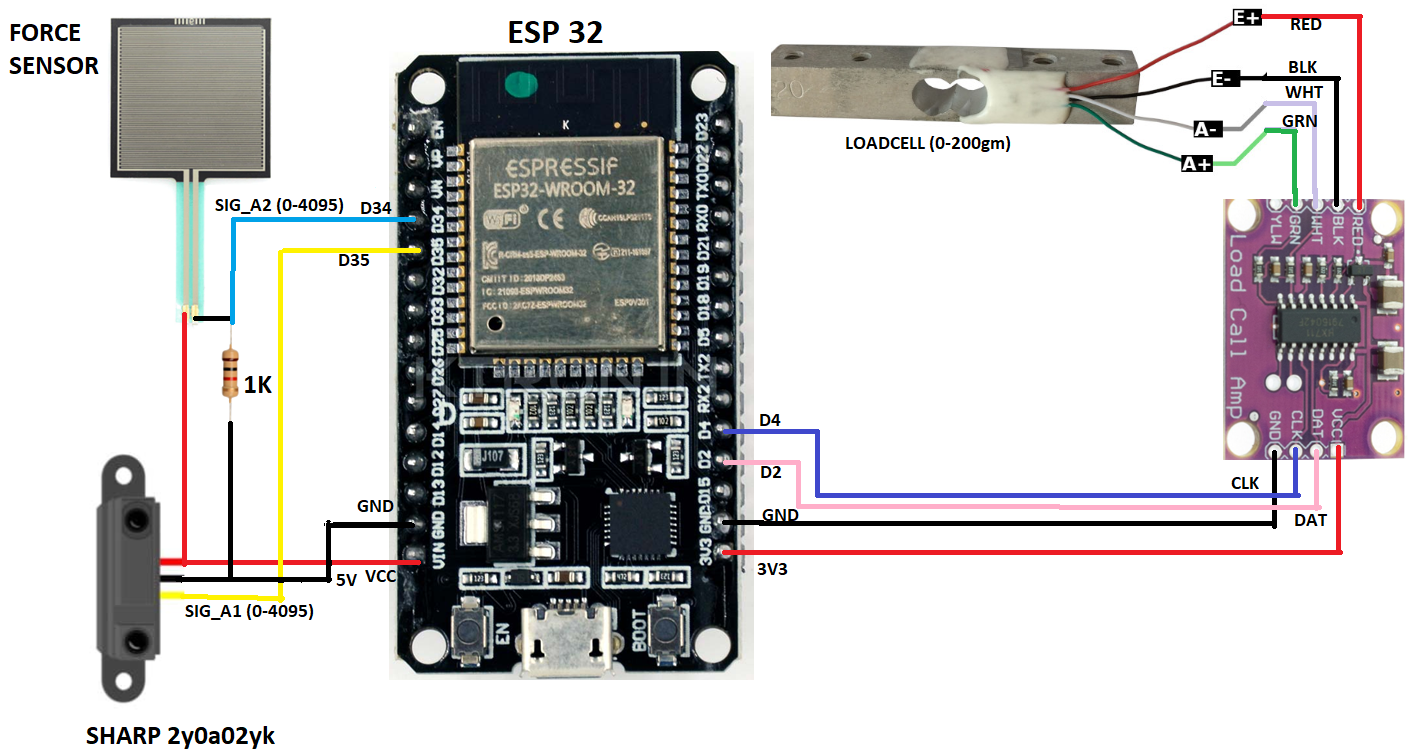 FORCE
SENSOR
ESP 32
E+
RED
E-
BLK
WHT
A-
GRN
A+
LOADCELL (0-200gm)
20
SIG_A2 (0-4095)
D34
D35
K
ESPRESSIF
ESP32-WROOM-32
WiFi
CE
EN
VP
VN
D34
D35
D32
D33
D25
D26
D27
D14
D12
D13
GND
VIN
D23
D22
TX0
RX0
D21
D19
D18
D5
TX2
RX2
D4
D2
D15
GND
3V3
J107
1K
D4
D2
CLK
GND
DAT
3V3
GND
5V
VCC
SIG_A1 (0-4095)
EN
BOOT
YLW
GRN
WHT
BLK
RED
Load Cell Amp
GND
CLK
DAT
VCC
SHARP 2y0a02yk